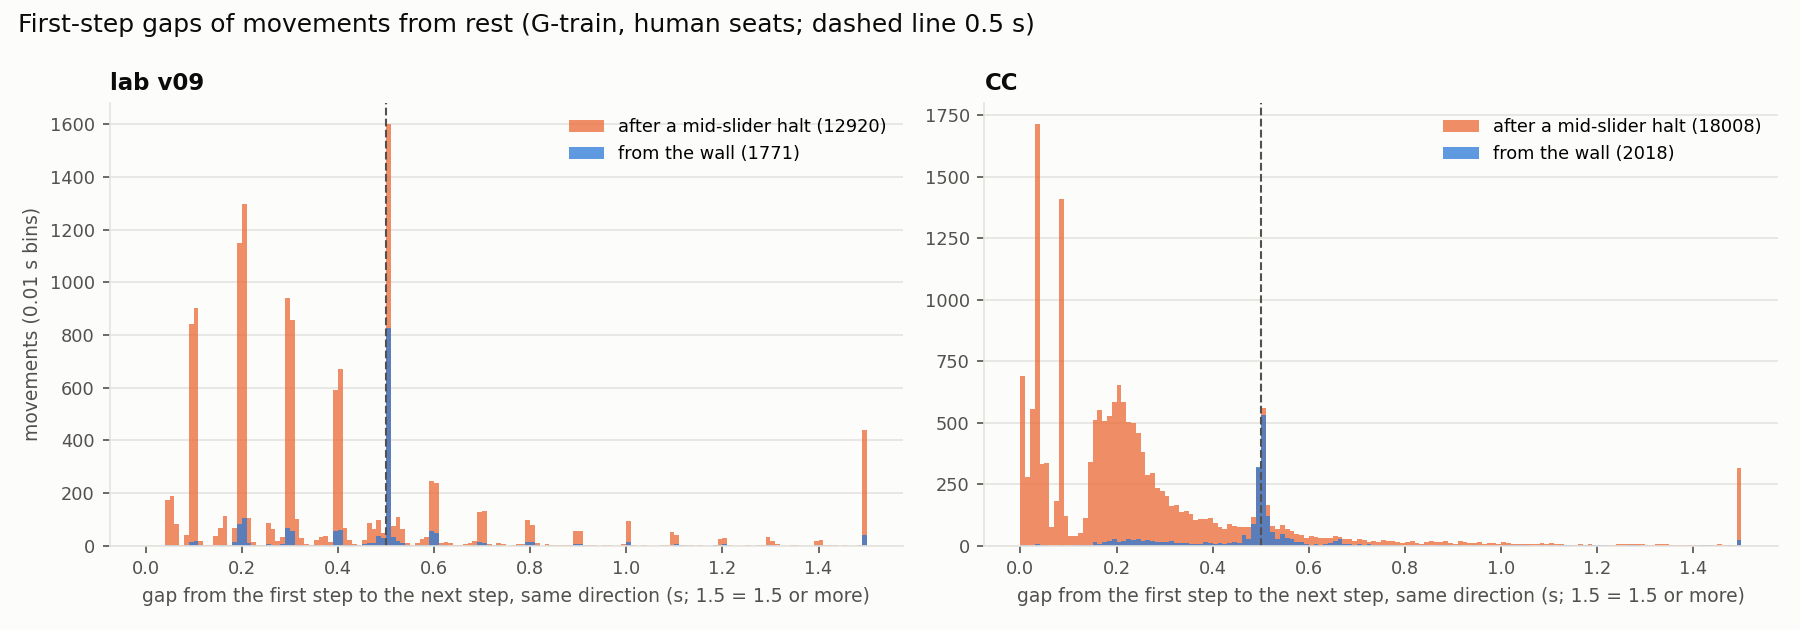 First-step gaps of movements from rest (G-train, human seats; dashed line 0.5 s)
lab v09
movements (0.01 s bins)
1600
1400
1200
1000
800
600
400
200
0
after a mid-slider halt (12920)
from the wall (1771)
0.0 0.2 0.4 0.6 0.8 1.0 1.2 1.4
gap from the first step to the next step, same direction (s; 1.5 = 1.5 or more)
CC
1750
1500
1250
1000
750
500
250
0
after a mid-slider halt (18008)
from the wall (2018)
0.0 0.2 0.4 0.6 0.8 1.0 1.2 1.4
gap from the first step to the next step, same direction (s; 1.5 = 1.5 or more)